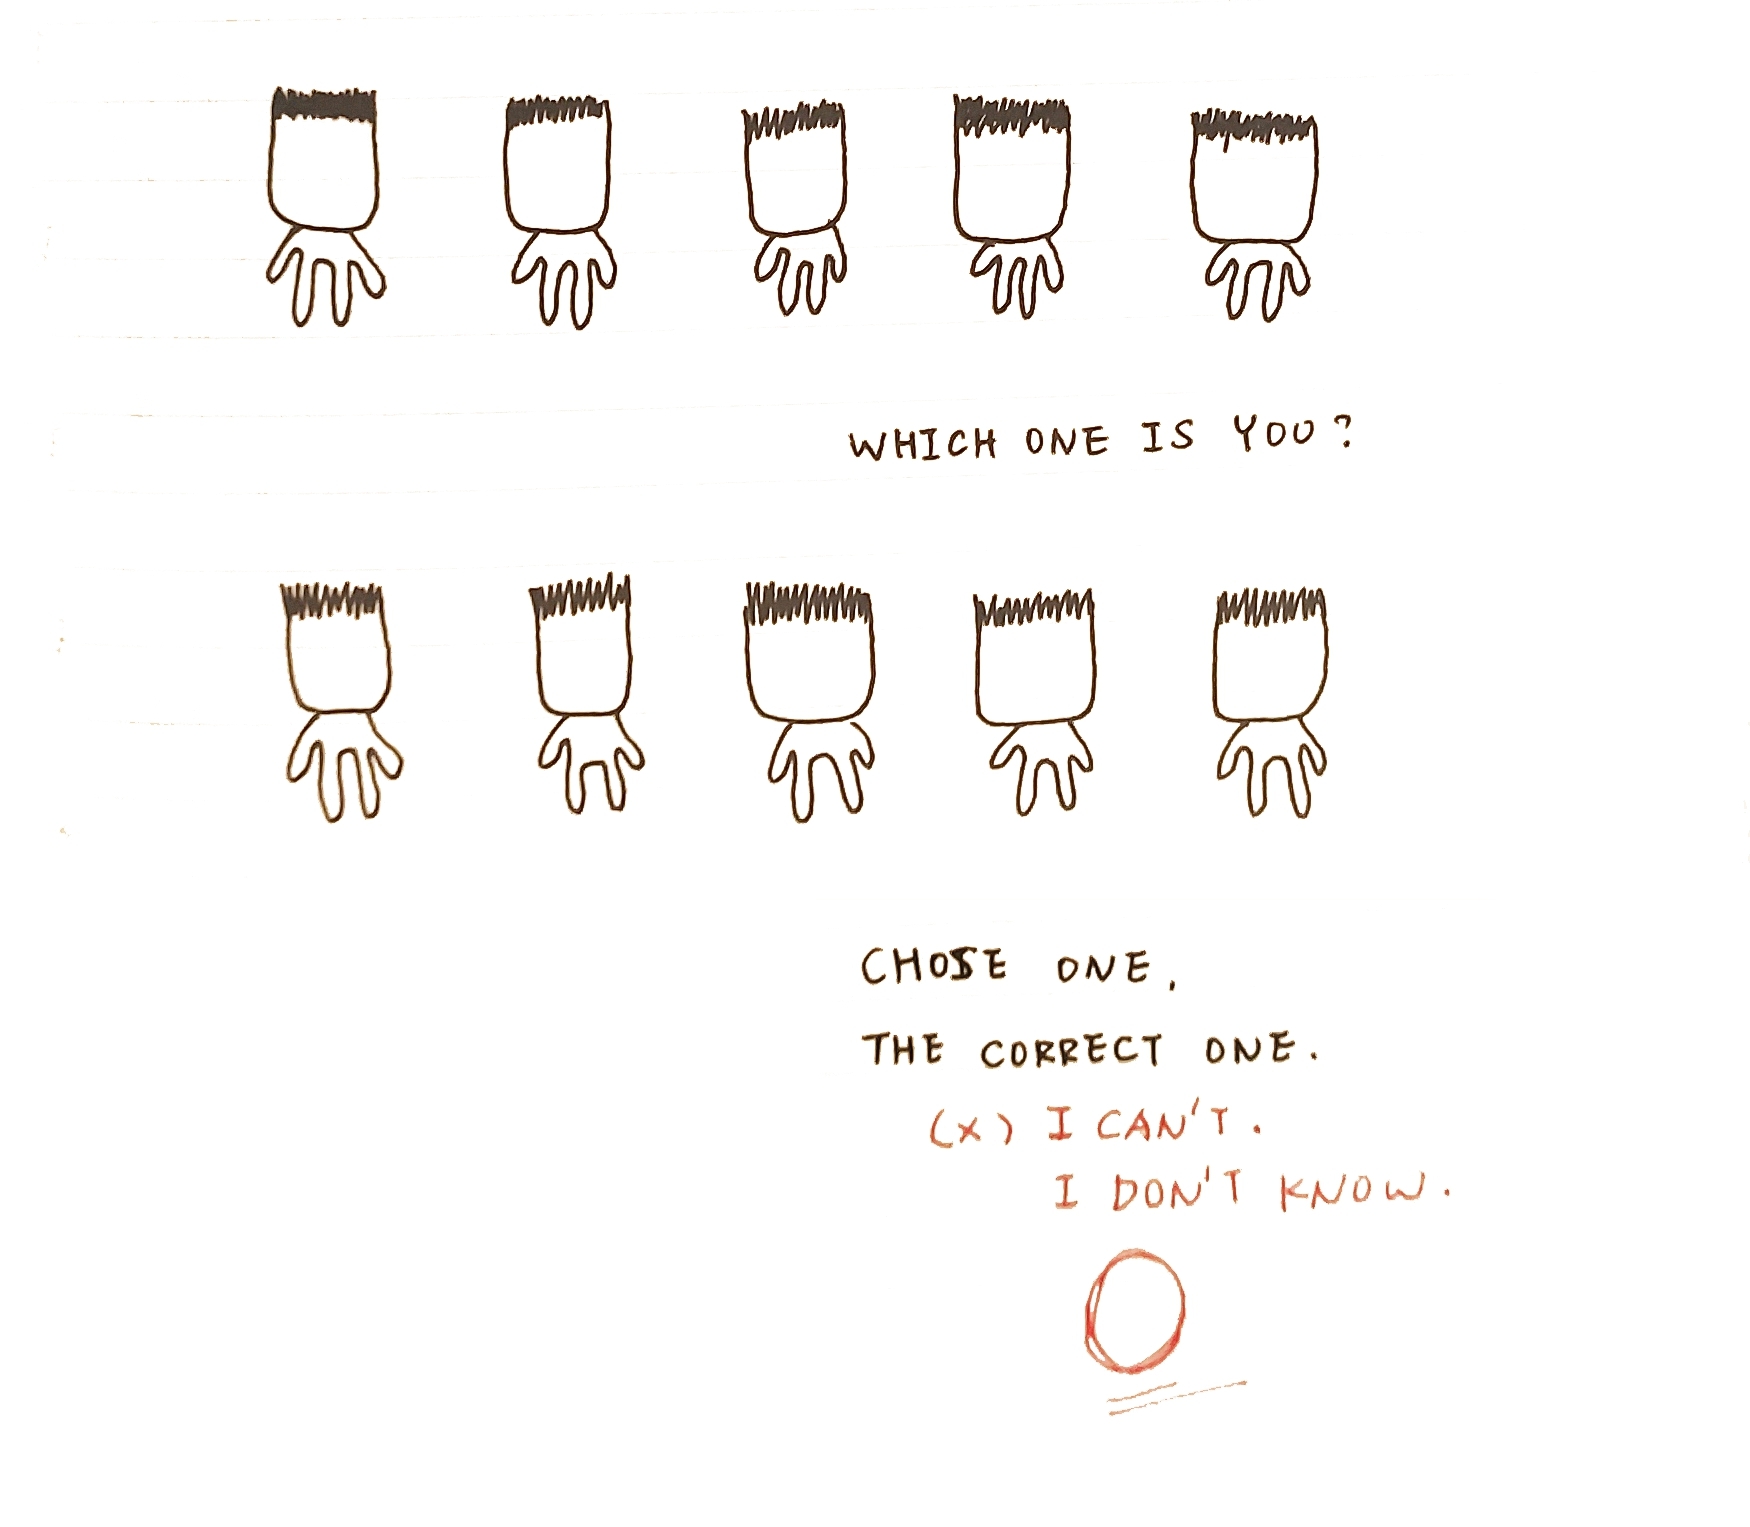 WHICH ONE IS YOU?
CHOSE ONE,
THE CORRECT ONE.
(X) I CAN'T.
I DON'T KNOW.
O